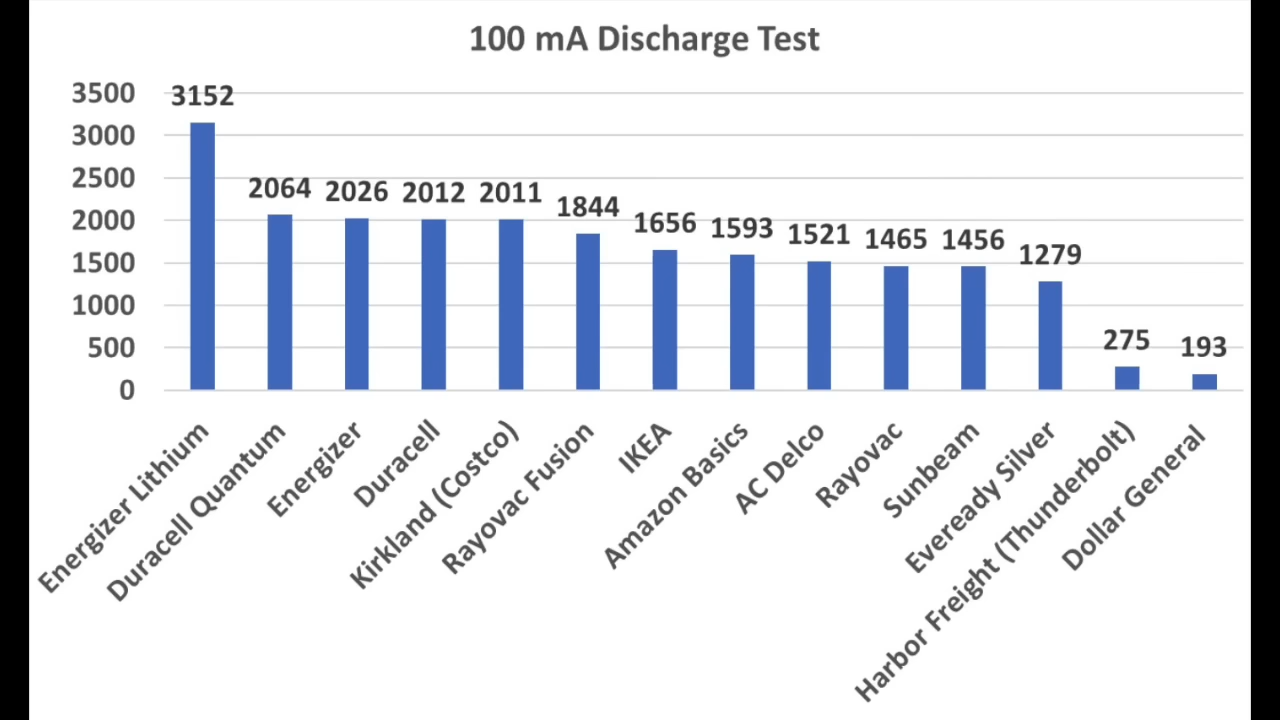 100 mA Discharge Test
3500
3000
2500
2000
1500
1000
500
0
3152
2064
2026
2012
2011
1844
1656
1593
1521
1465
1456
1279
275
193
Energizer Lithium
Duracell Quantum
Energizer
Duracell
Kirkland (Costco)
Rayovac Fusion
IKEA
Amazon Basics
AC Delco
Rayovac
Sunbeam
Eveready Silver
Harbor Freight (Thunderbolt)
Dollar General